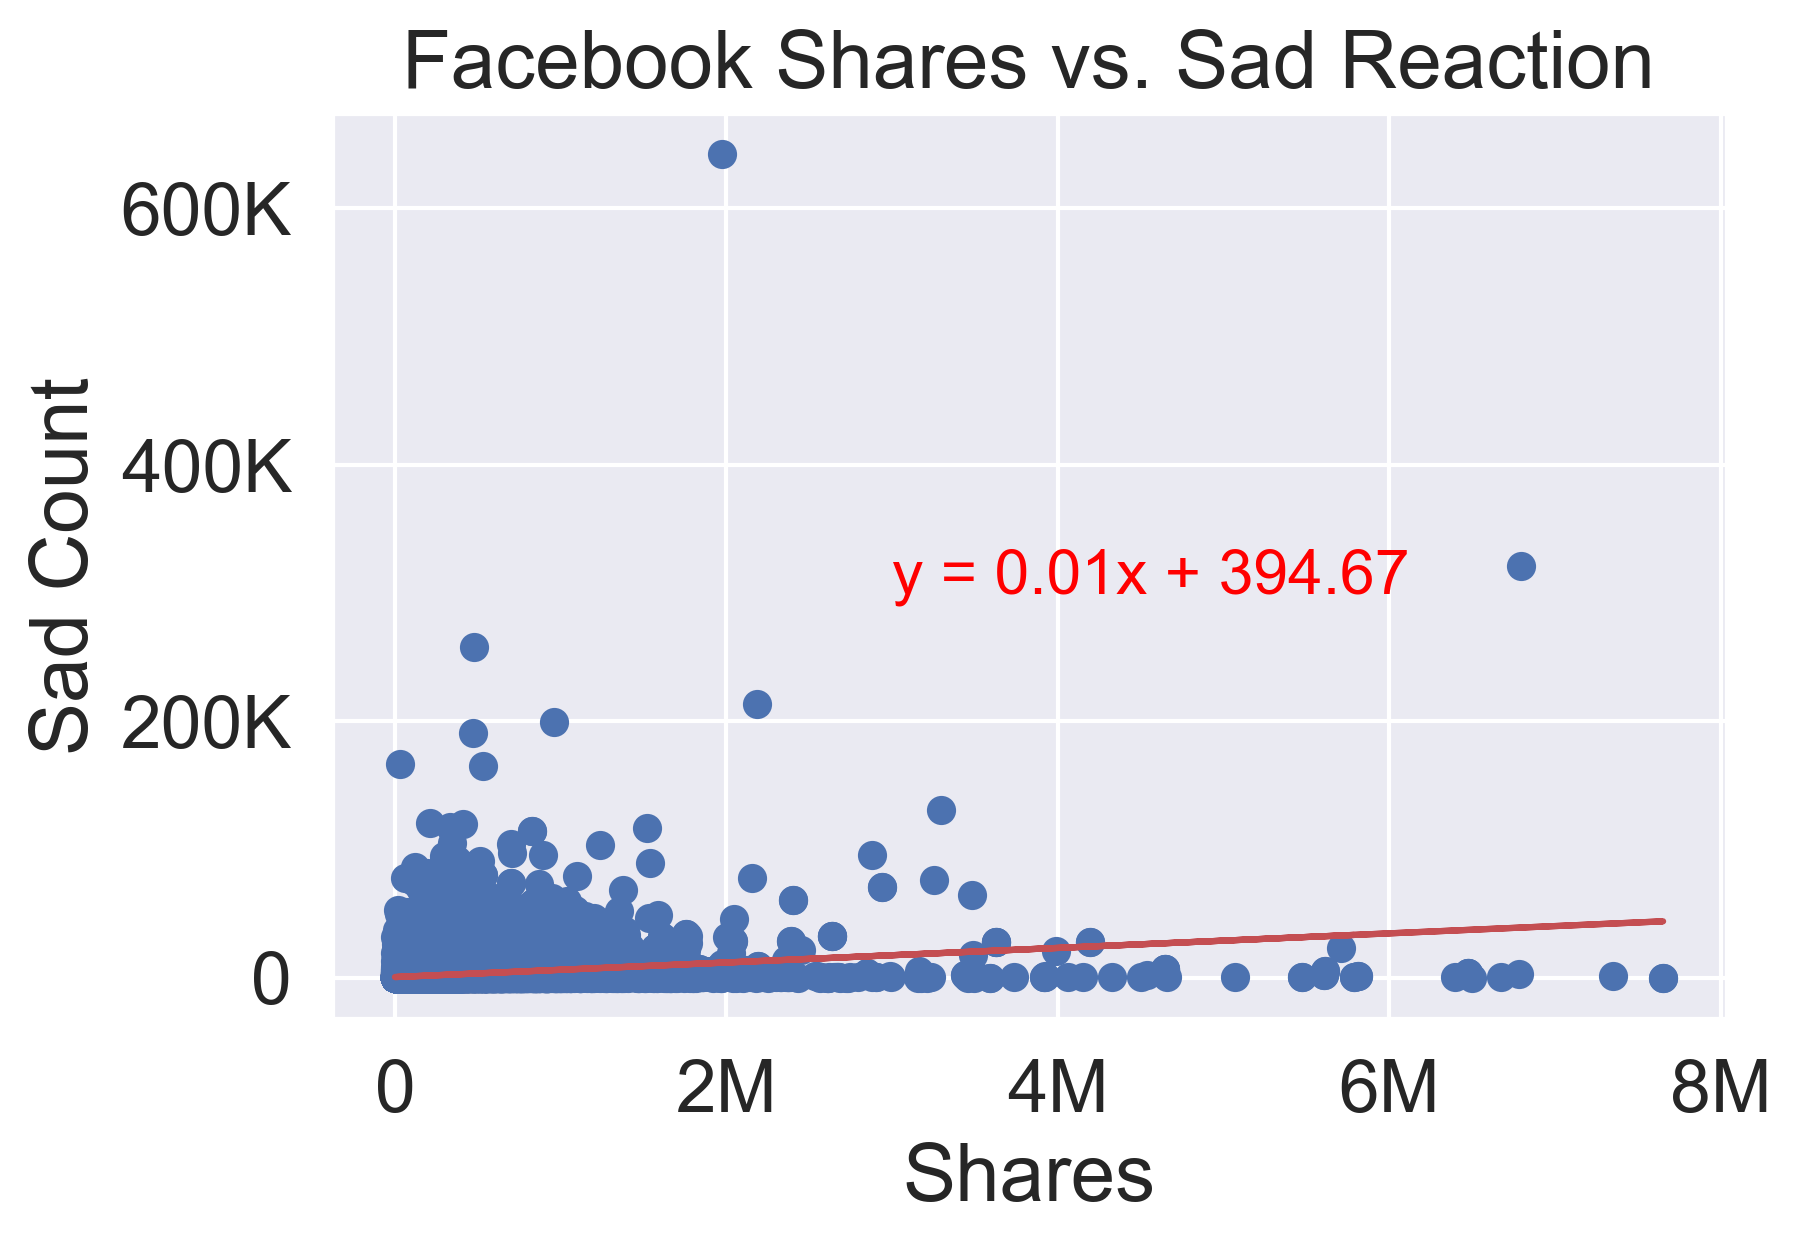 Facebook Shares vs. Sad Reaction
600K
400K
200K
0
Sad Count
y = 0.01x + 394.67
0 2M 4M 6M 8M
Shares